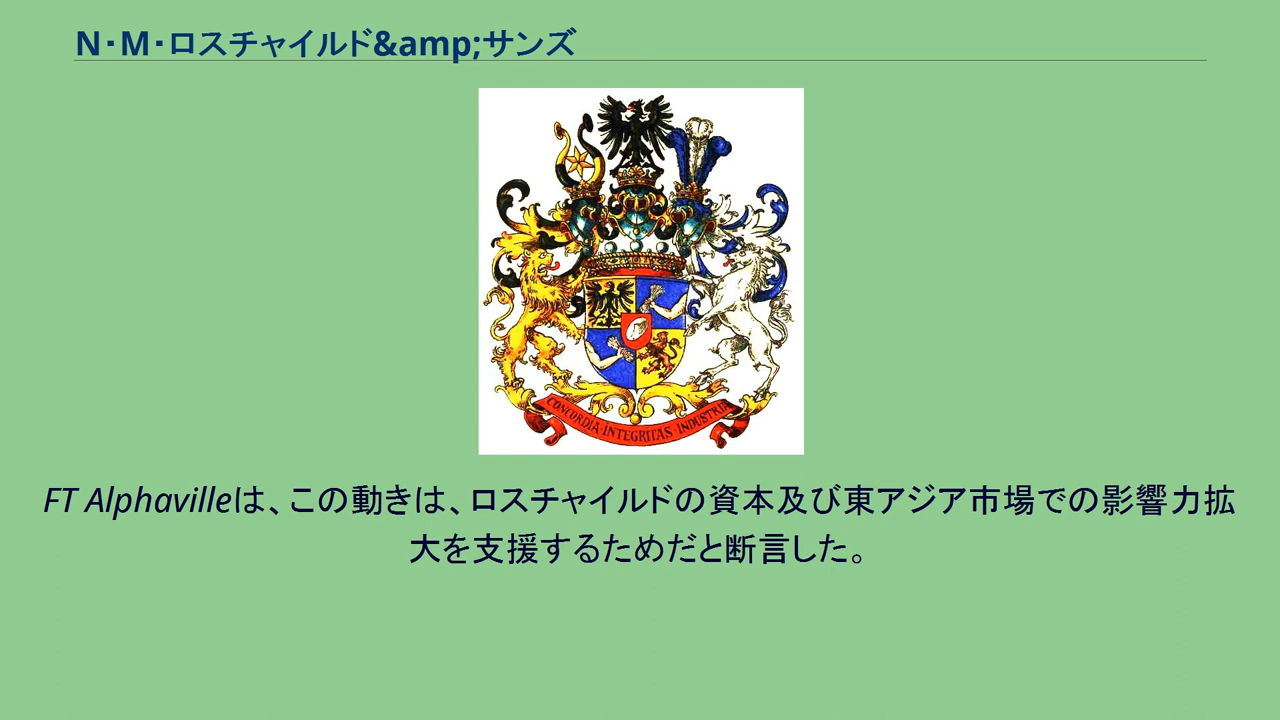 N・M・ロスチャイルド&amp;サンズ
CONCORDIA·INTEGRITAS·INDUSTRIA
FT Alphavilleは、この動きは、ロスチャイルドの資本及び東アジア市場での影響力拡
大を支援するためだと断言した。